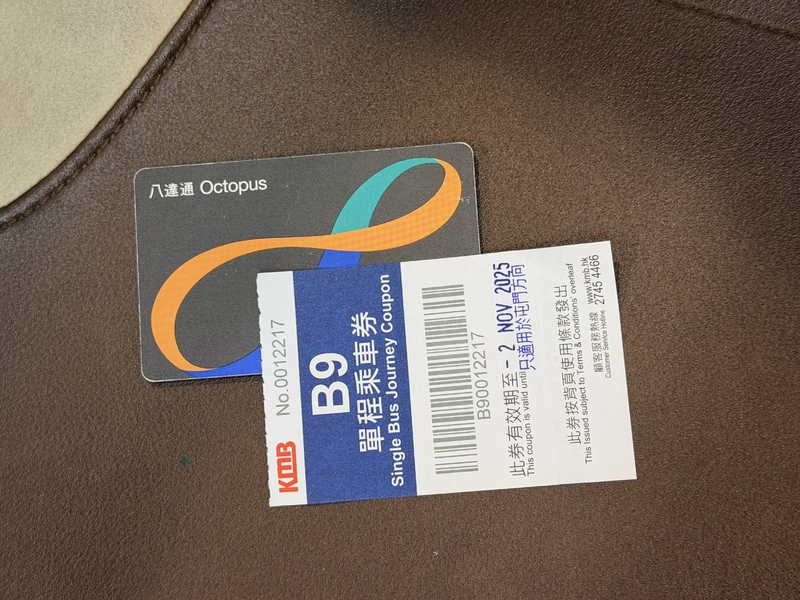 八達通 Octopus
KMB
No.0012217
B9
單程乘車券
Single Bus Journey Coupon
B90012217
此券有效期至 - 2 NOV 2025
This coupon is valid until
只適用於屯門方向
此券按背頁使用條款發出
This Issued subject to Terms & Conditions' overleaf
顧客服務熱線 www.kmb.hk
Customer Service Hotline 2745 4466